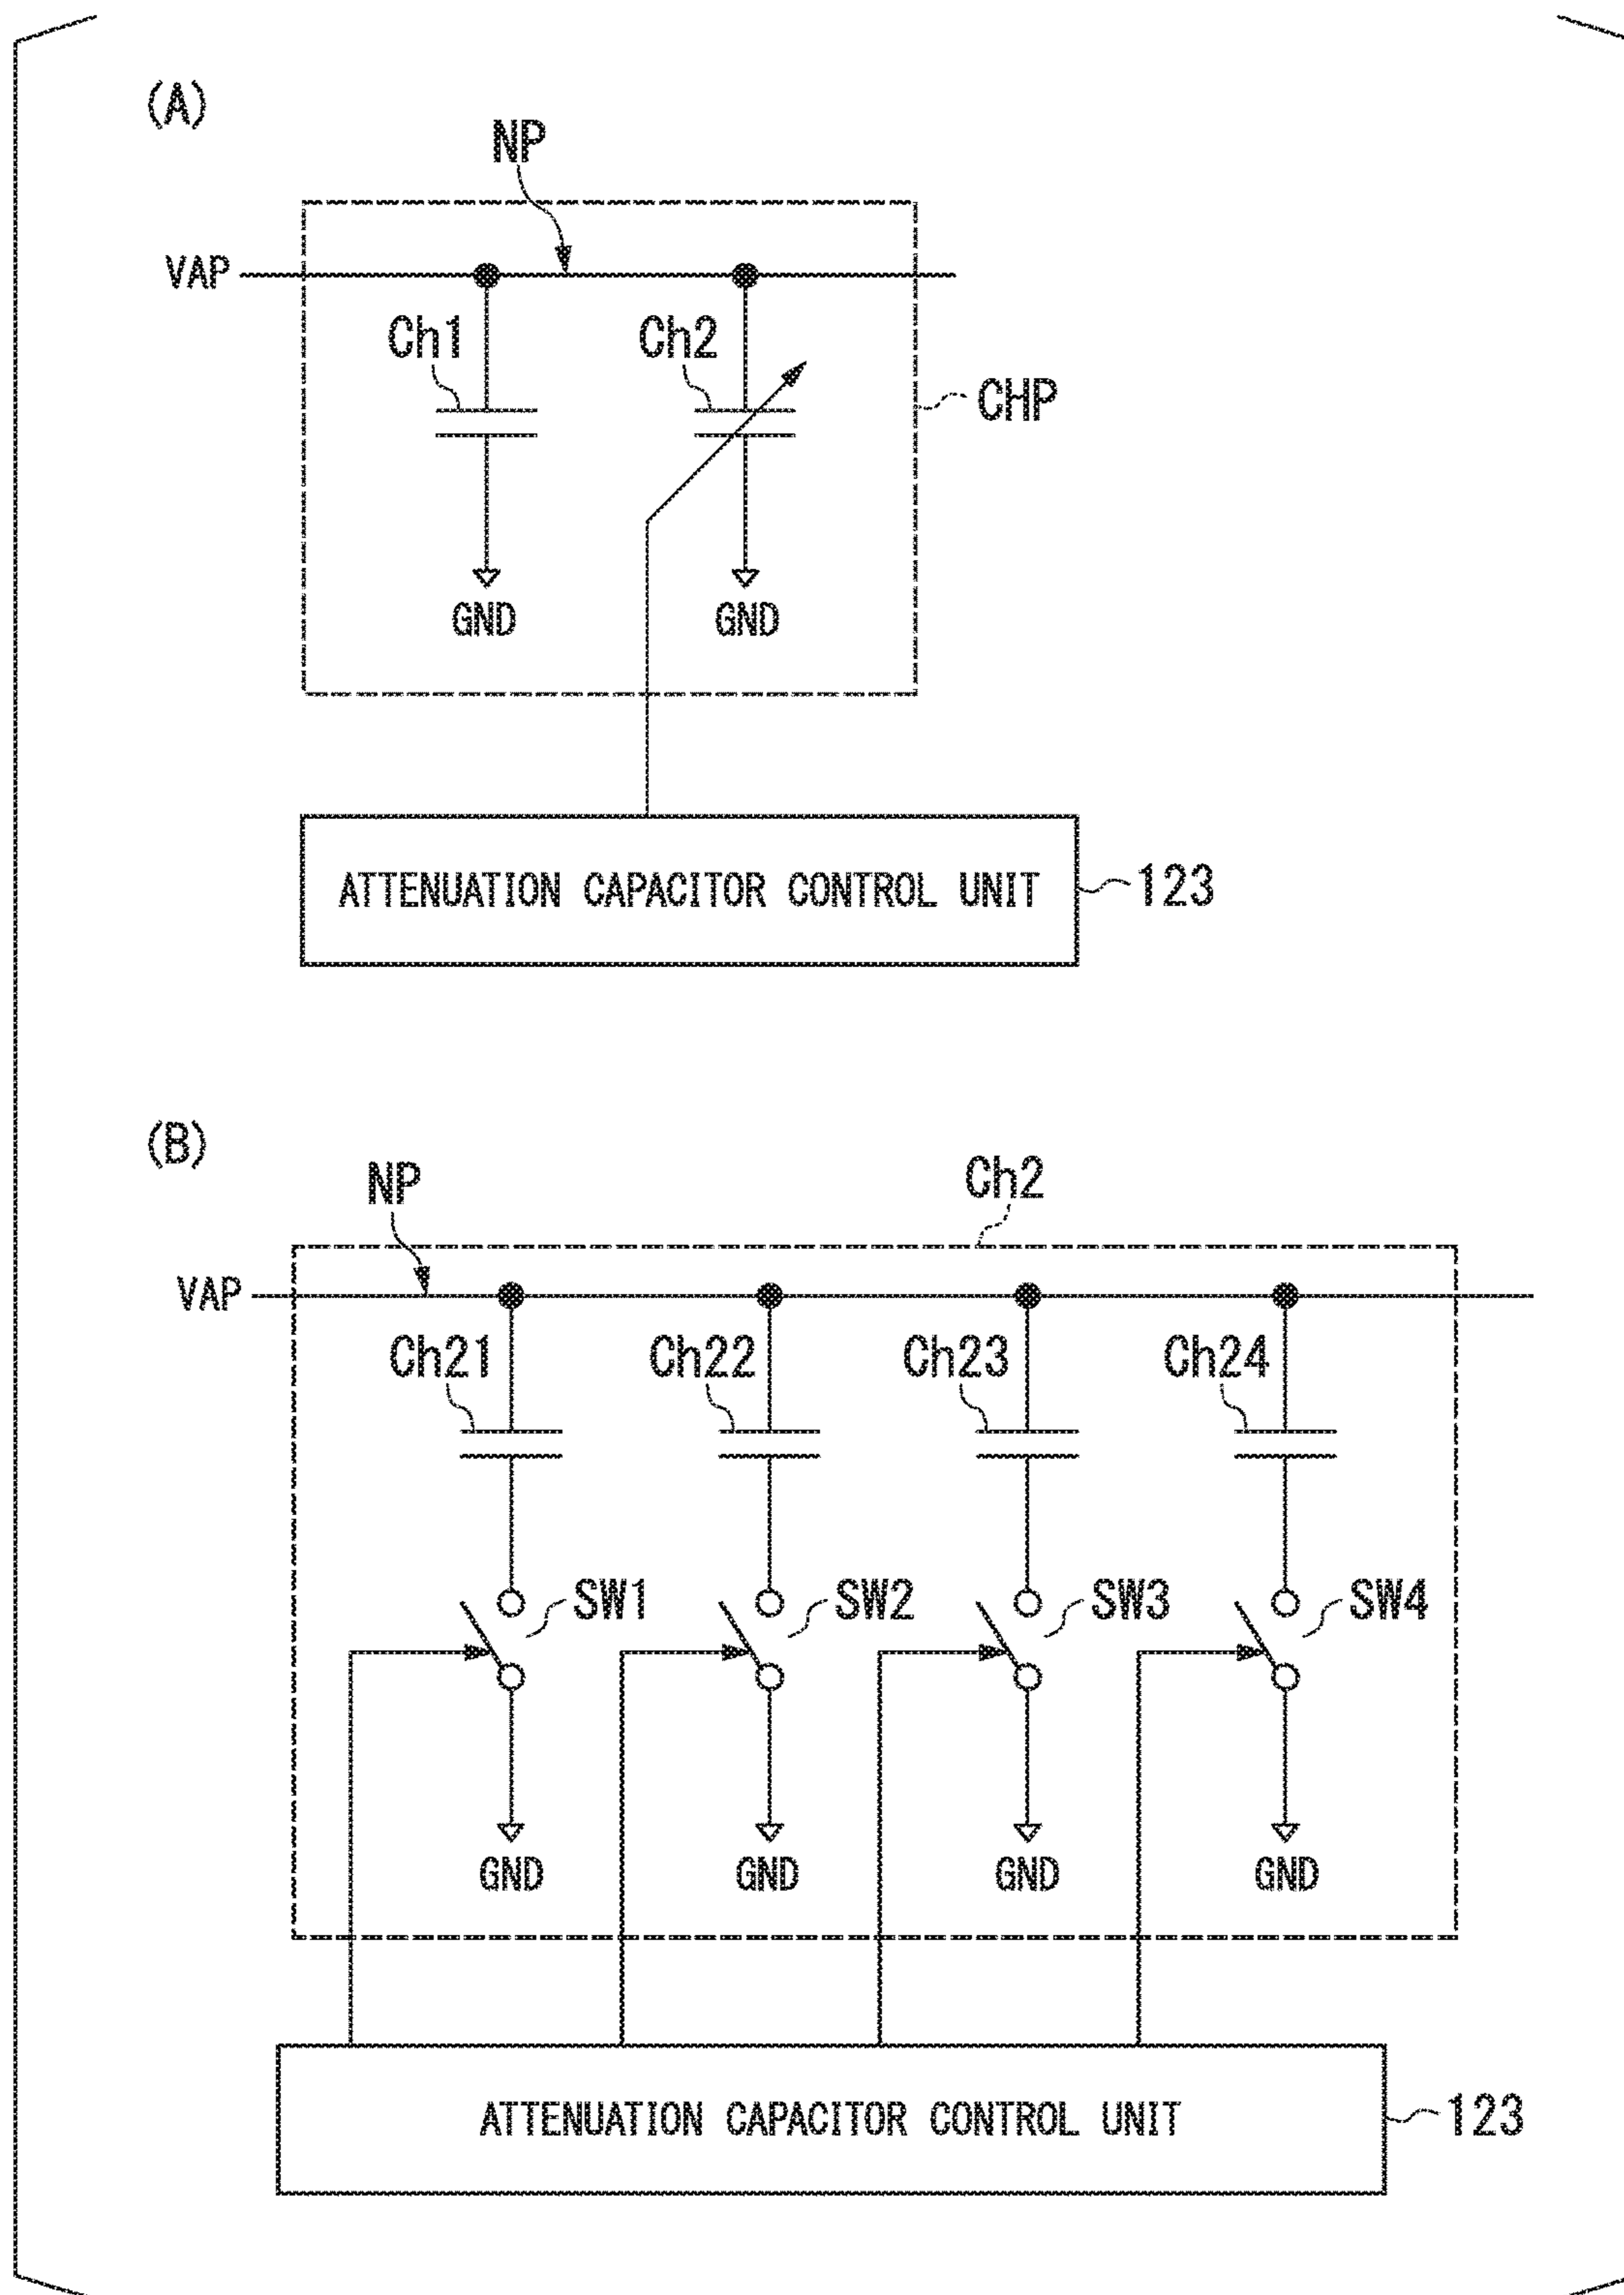 (A)
NP
VAP
Ch1 Ch2
CHP
GND GND
ATTENUATION CAPACITOR CONTROL UNIT 123
(B)
NP Ch2
VAP
Ch21 Ch22 Ch23 Ch24
SW1 SW2 SW3 SW4
GND GND GND GND
ATTENUATION CAPACITOR CONTROL UNIT 123